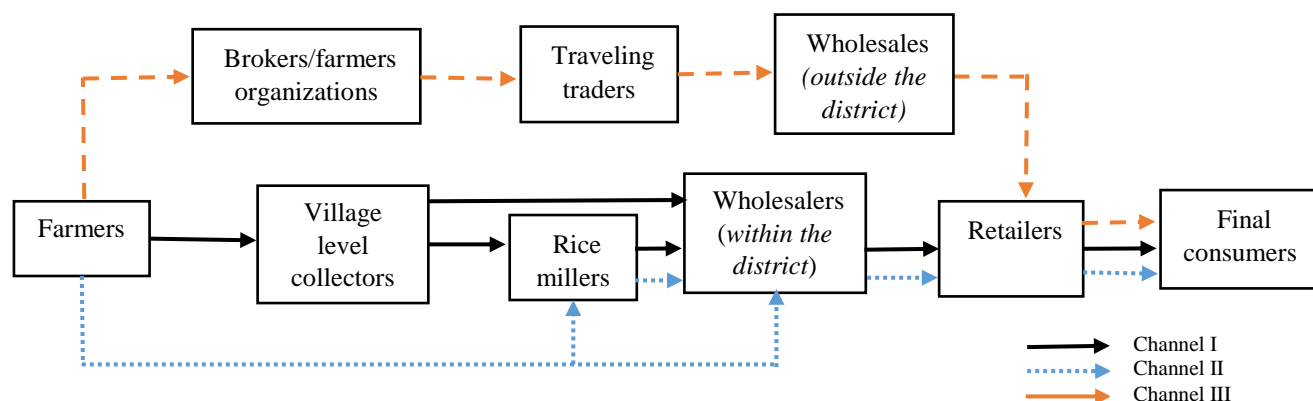 Brokers/farmers
organizations
Traveling
traders
Wholesales
(outside the
district)
Farmers
Village
level
collectors
Rice
millers
Wholesalers
(within the
district)
Retailers
Final
consumers
Channel I
Channel II
Channel III